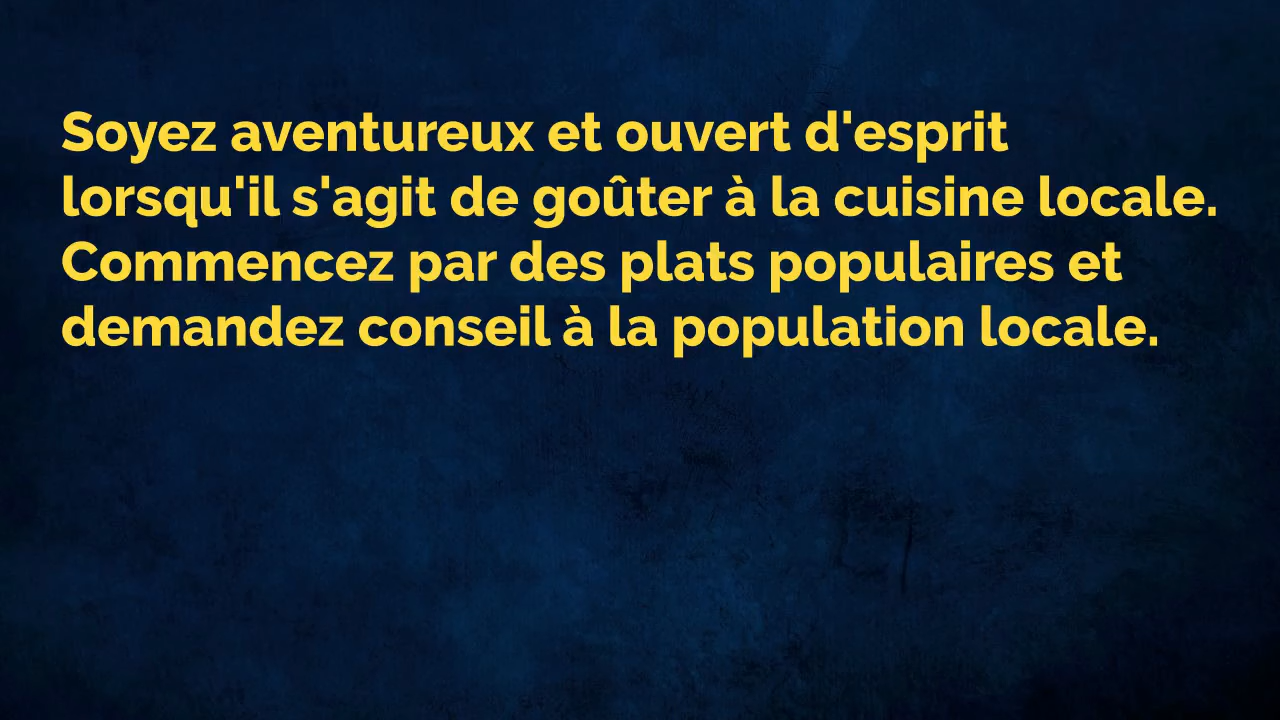 Soyez aventureux et ouvert d'esprit
lorsqu'il s'agit de goûter à la cuisine locale.
Commencez par des plats populaires et
demandez conseil à la population locale.